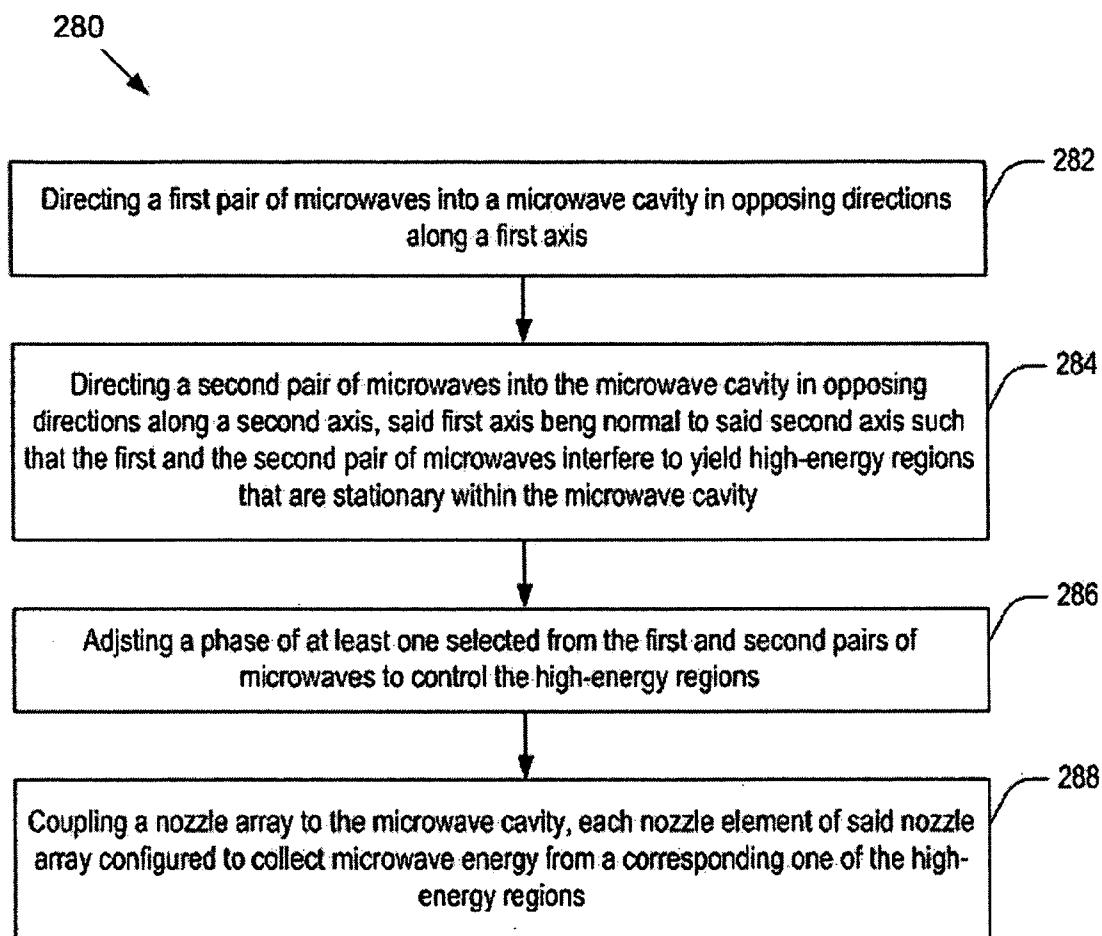 280
282
Directing a first pair of microwaves into a microwave cavity in opposing directions
along a first axis
284
Directing a second pair of microwaves into the microwave cavity in opposing
directions along a second axis, said first axis beng normal to said second axis such
that the first and the second pair of microwaves interfere to yield high-energy regions
that are stationary within the microwave cavity
286
Adjsting a phase of at least one selected from the first and second pairs of
microwaves to control the high-energy regions
288
Coupling a nozzle array to the microwave cavity, each nozzle element of said nozzle
array configured to collect microwave energy from a corresponding one of the high-
energy regions